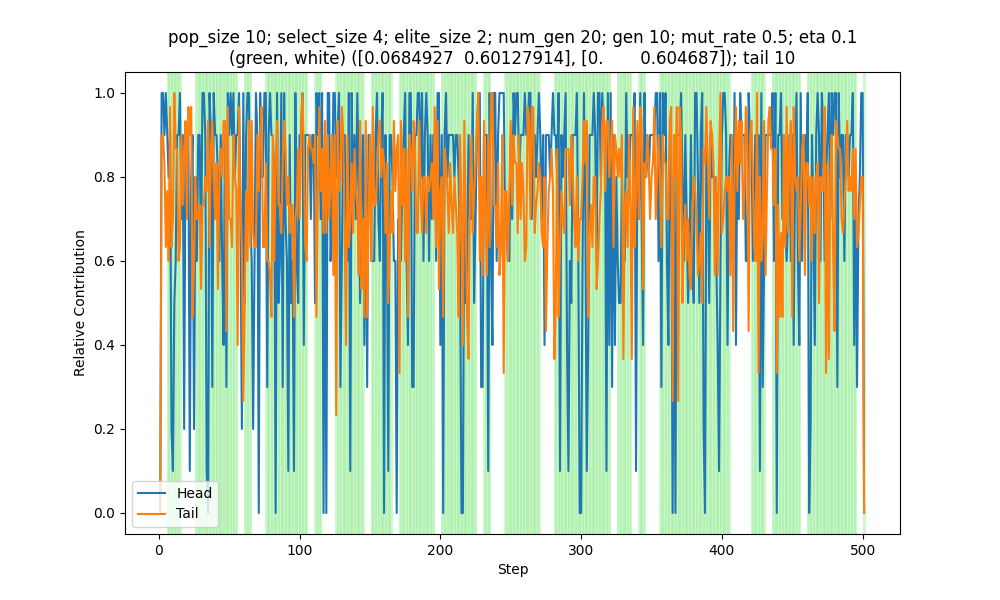 pop_size 10; select_size 4; elite_size 2; num_gen 20; gen 10; mut_rate 0.5; eta 0.1
(green, white) ([0.0684927  0.60127914], [0.        0.604687]); tail 10
1.0
0.8
0.6
0.4
0.2
0.0
Relative Contribution
Head
Tail
0 100 200 300 400 500
Step